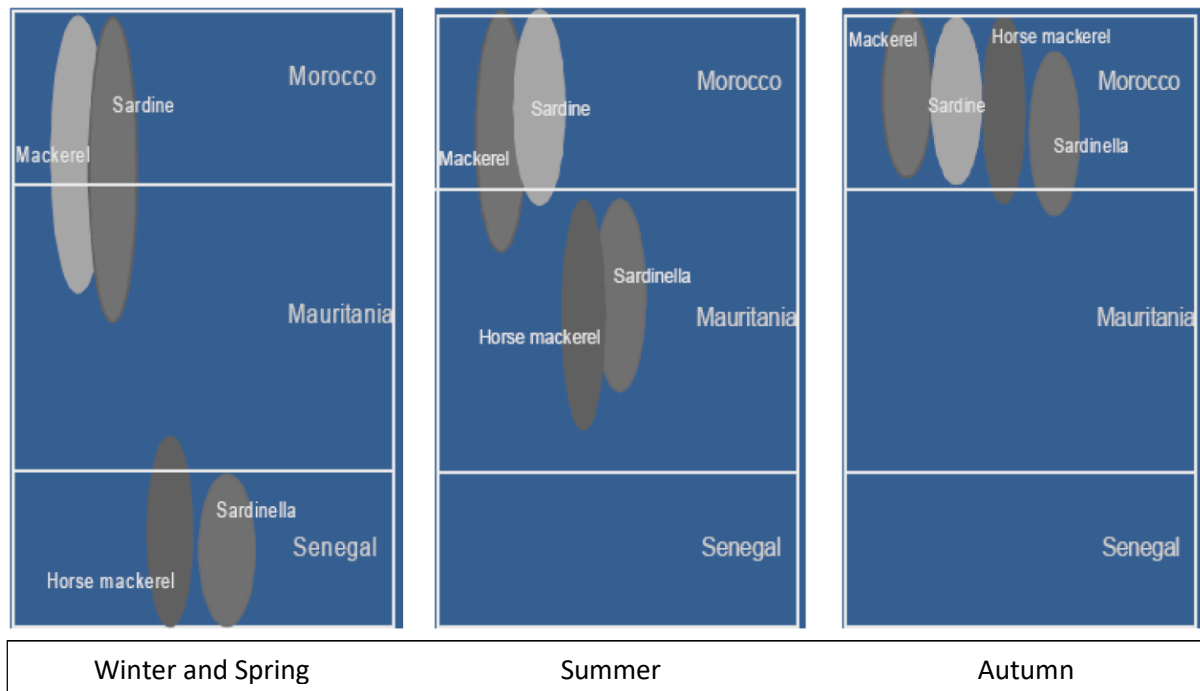 Morocco
Sardine
Mackerel
Mauritania
Sardinella
Senegal
Horse mackerel
Morocco
Sardine
Mackerel
Sardinella
Mauritania
Horse mackerel
Senegal
Mackerel
Horse mackerel
Morocco
Sardine
Sardinella
Mauritania
Senegal
Winter and Spring
Summer
Autumn